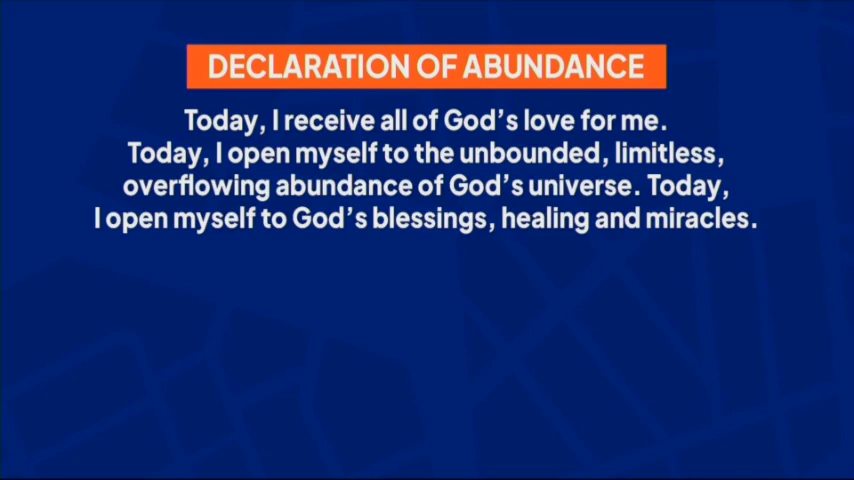 DECLARATION OF ABUNDANCE
Today, I receive all of God's love for me.
Today, I open myself to the unbounded, limitless,
overflowing abundance of God's universe. Today,
I open myself to God's blessings, healing and miracles.